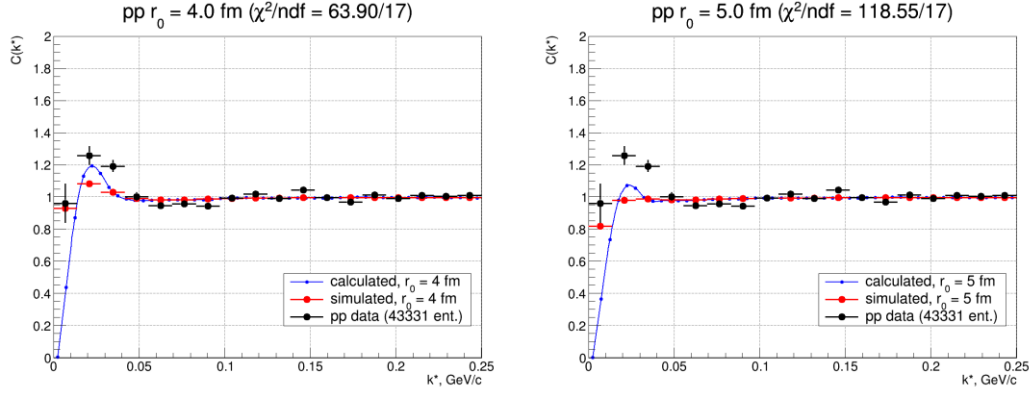 pp r₀ = 4.0 fm (χ²/ndf = 63.90/17)
C(k*)
2
1.8
1.6
1.4
1.2
1
0.8
0.6
0.4
0.2
0
calculated, r₀ = 4 fm
simulated, r₀ = 4 fm
pp data (43331 ent.)
0 0.05 0.1 0.15 0.2 0.25
k*, GeV/c
pp r₀ = 5.0 fm (χ²/ndf = 118.55/17)
C(k*)
2
1.8
1.6
1.4
1.2
1
0.8
0.6
0.4
0.2
0
calculated, r₀ = 5 fm
simulated, r₀ = 5 fm
pp data (43331 ent.)
0 0.05 0.1 0.15 0.2 0.25
k*, GeV/c